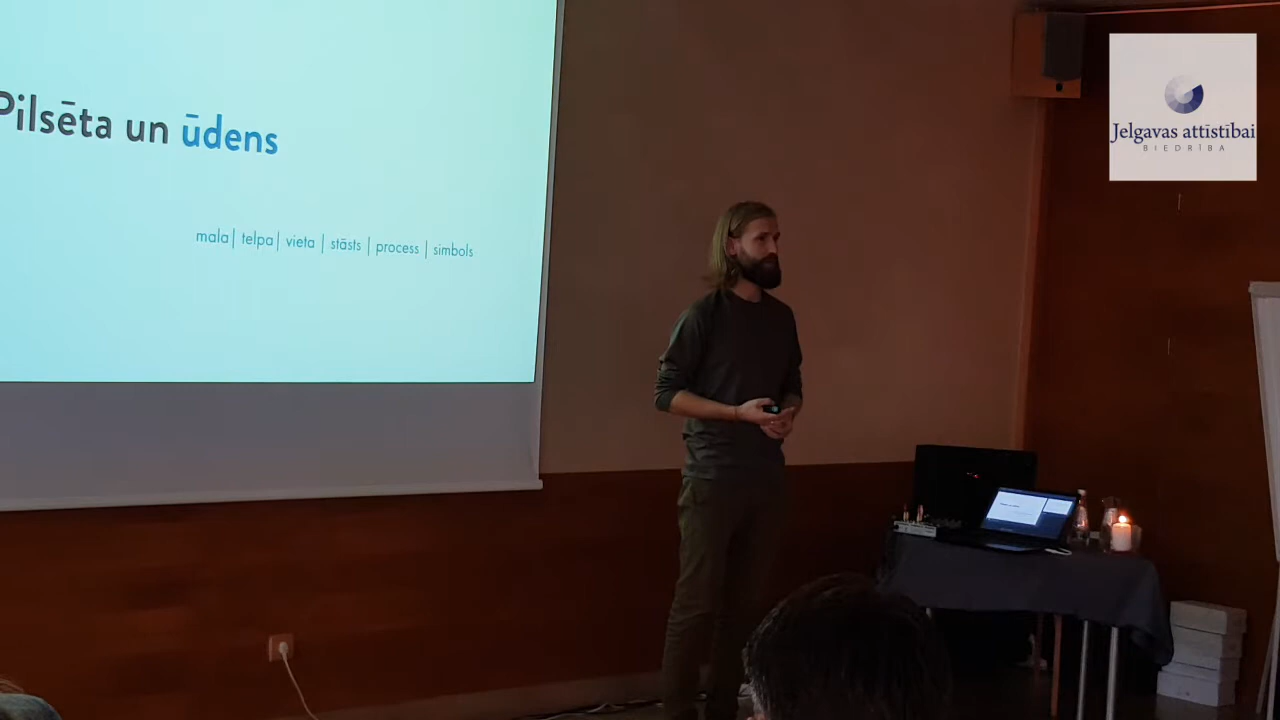 Pilsēta un ūdens
mala| telpa| vieta | stāsts | process | simbols
Jelgavas attīstībai
BIEDRĪBA